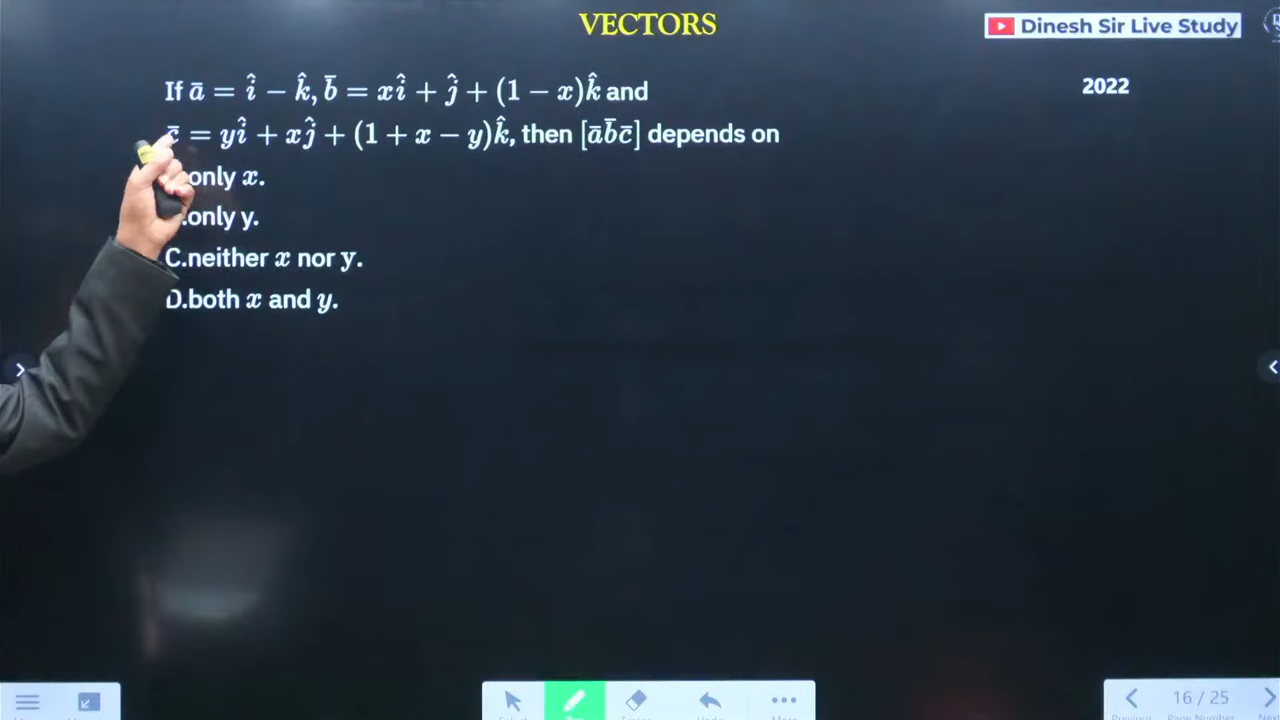 VECTORS
Dinesh Sir Live Study
If ā = î − k̂, b̄ = xî + ĵ + (1 − x)k̂ and
2022
c̄ = yî + xĵ + (1 + x − y)k̂, then [āb̄c̄] depends on
only x.
.only y.
C.neither x nor y.
D.both x and y.
16 / 25